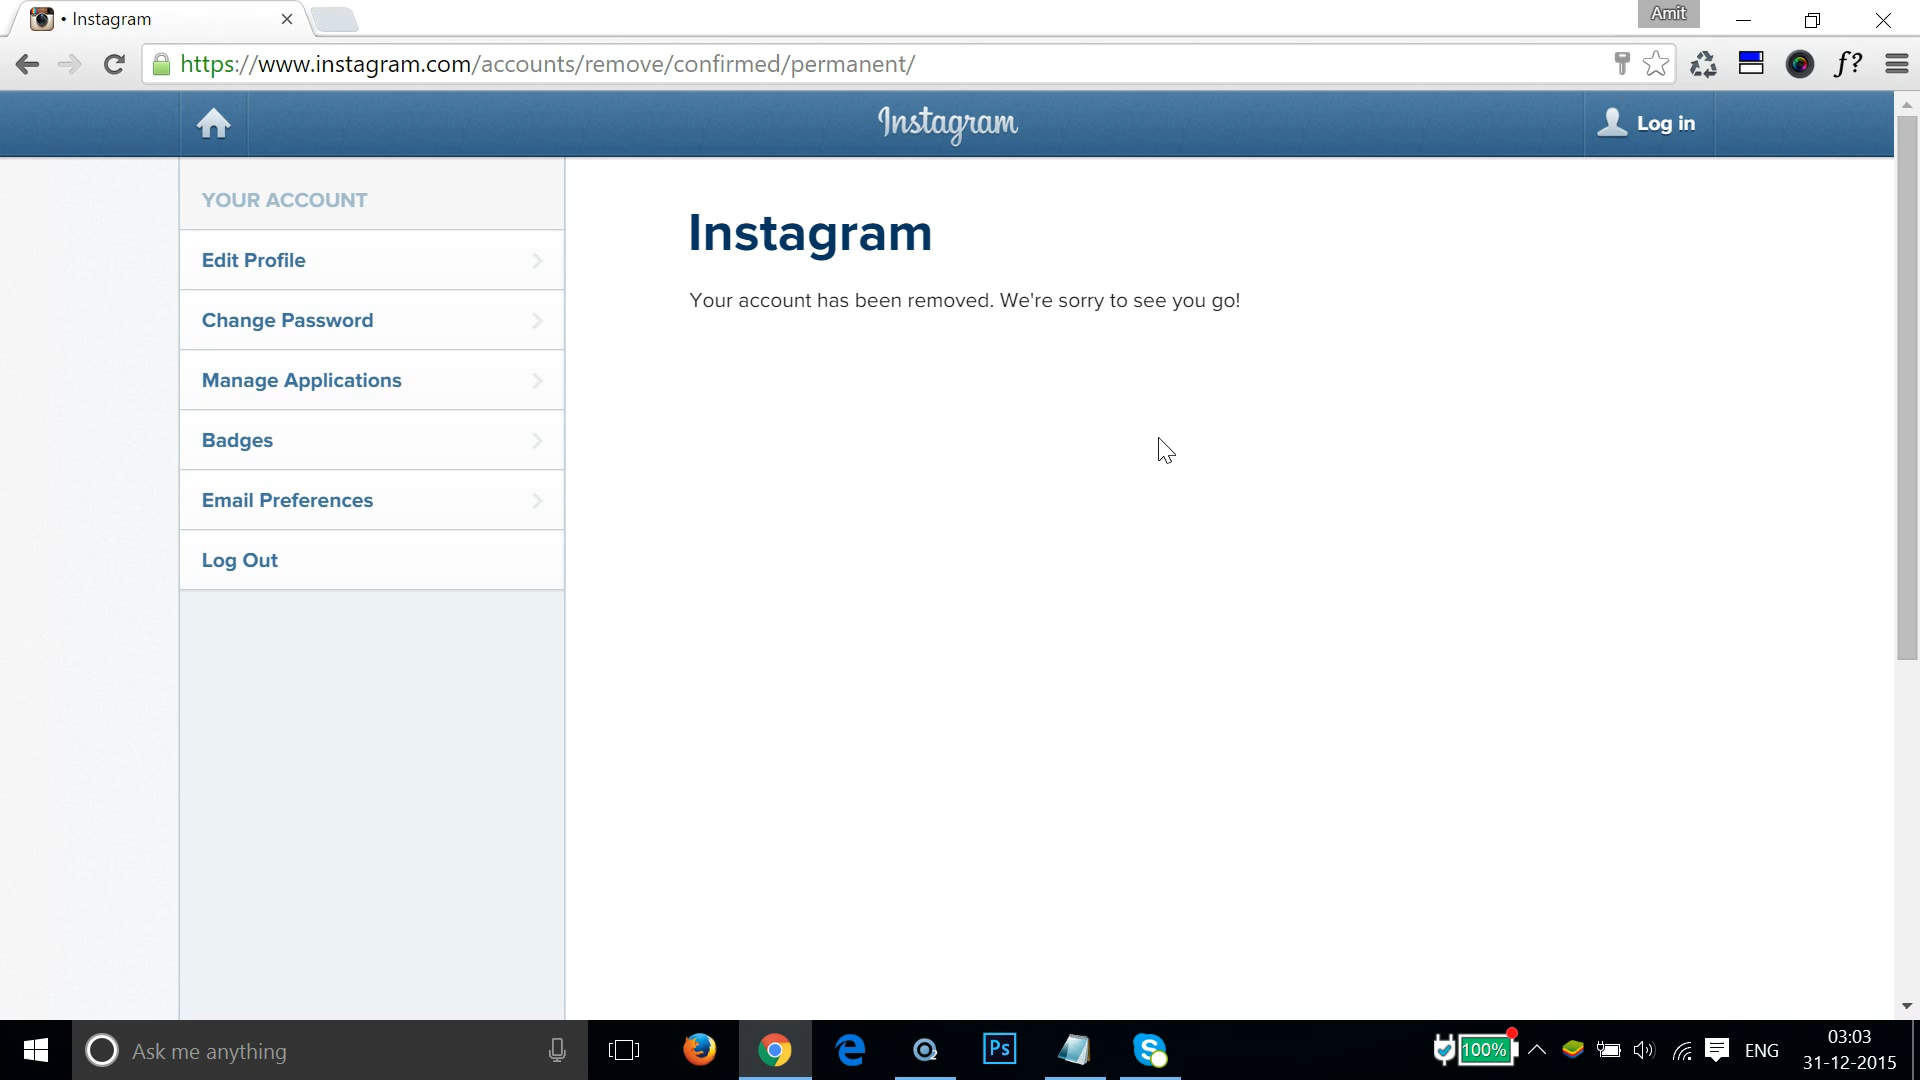 • Instagram
Amit
https://www.instagram.com/accounts/remove/confirmed/permanent/
f?
Instagram
Log in
YOUR ACCOUNT
Edit Profile
Change Password
Manage Applications
Badges
Email Preferences
Log Out
Instagram
Your account has been removed. We're sorry to see you go!
Ask me anything
Ps
100%
ENG
03:03
31-12-2015